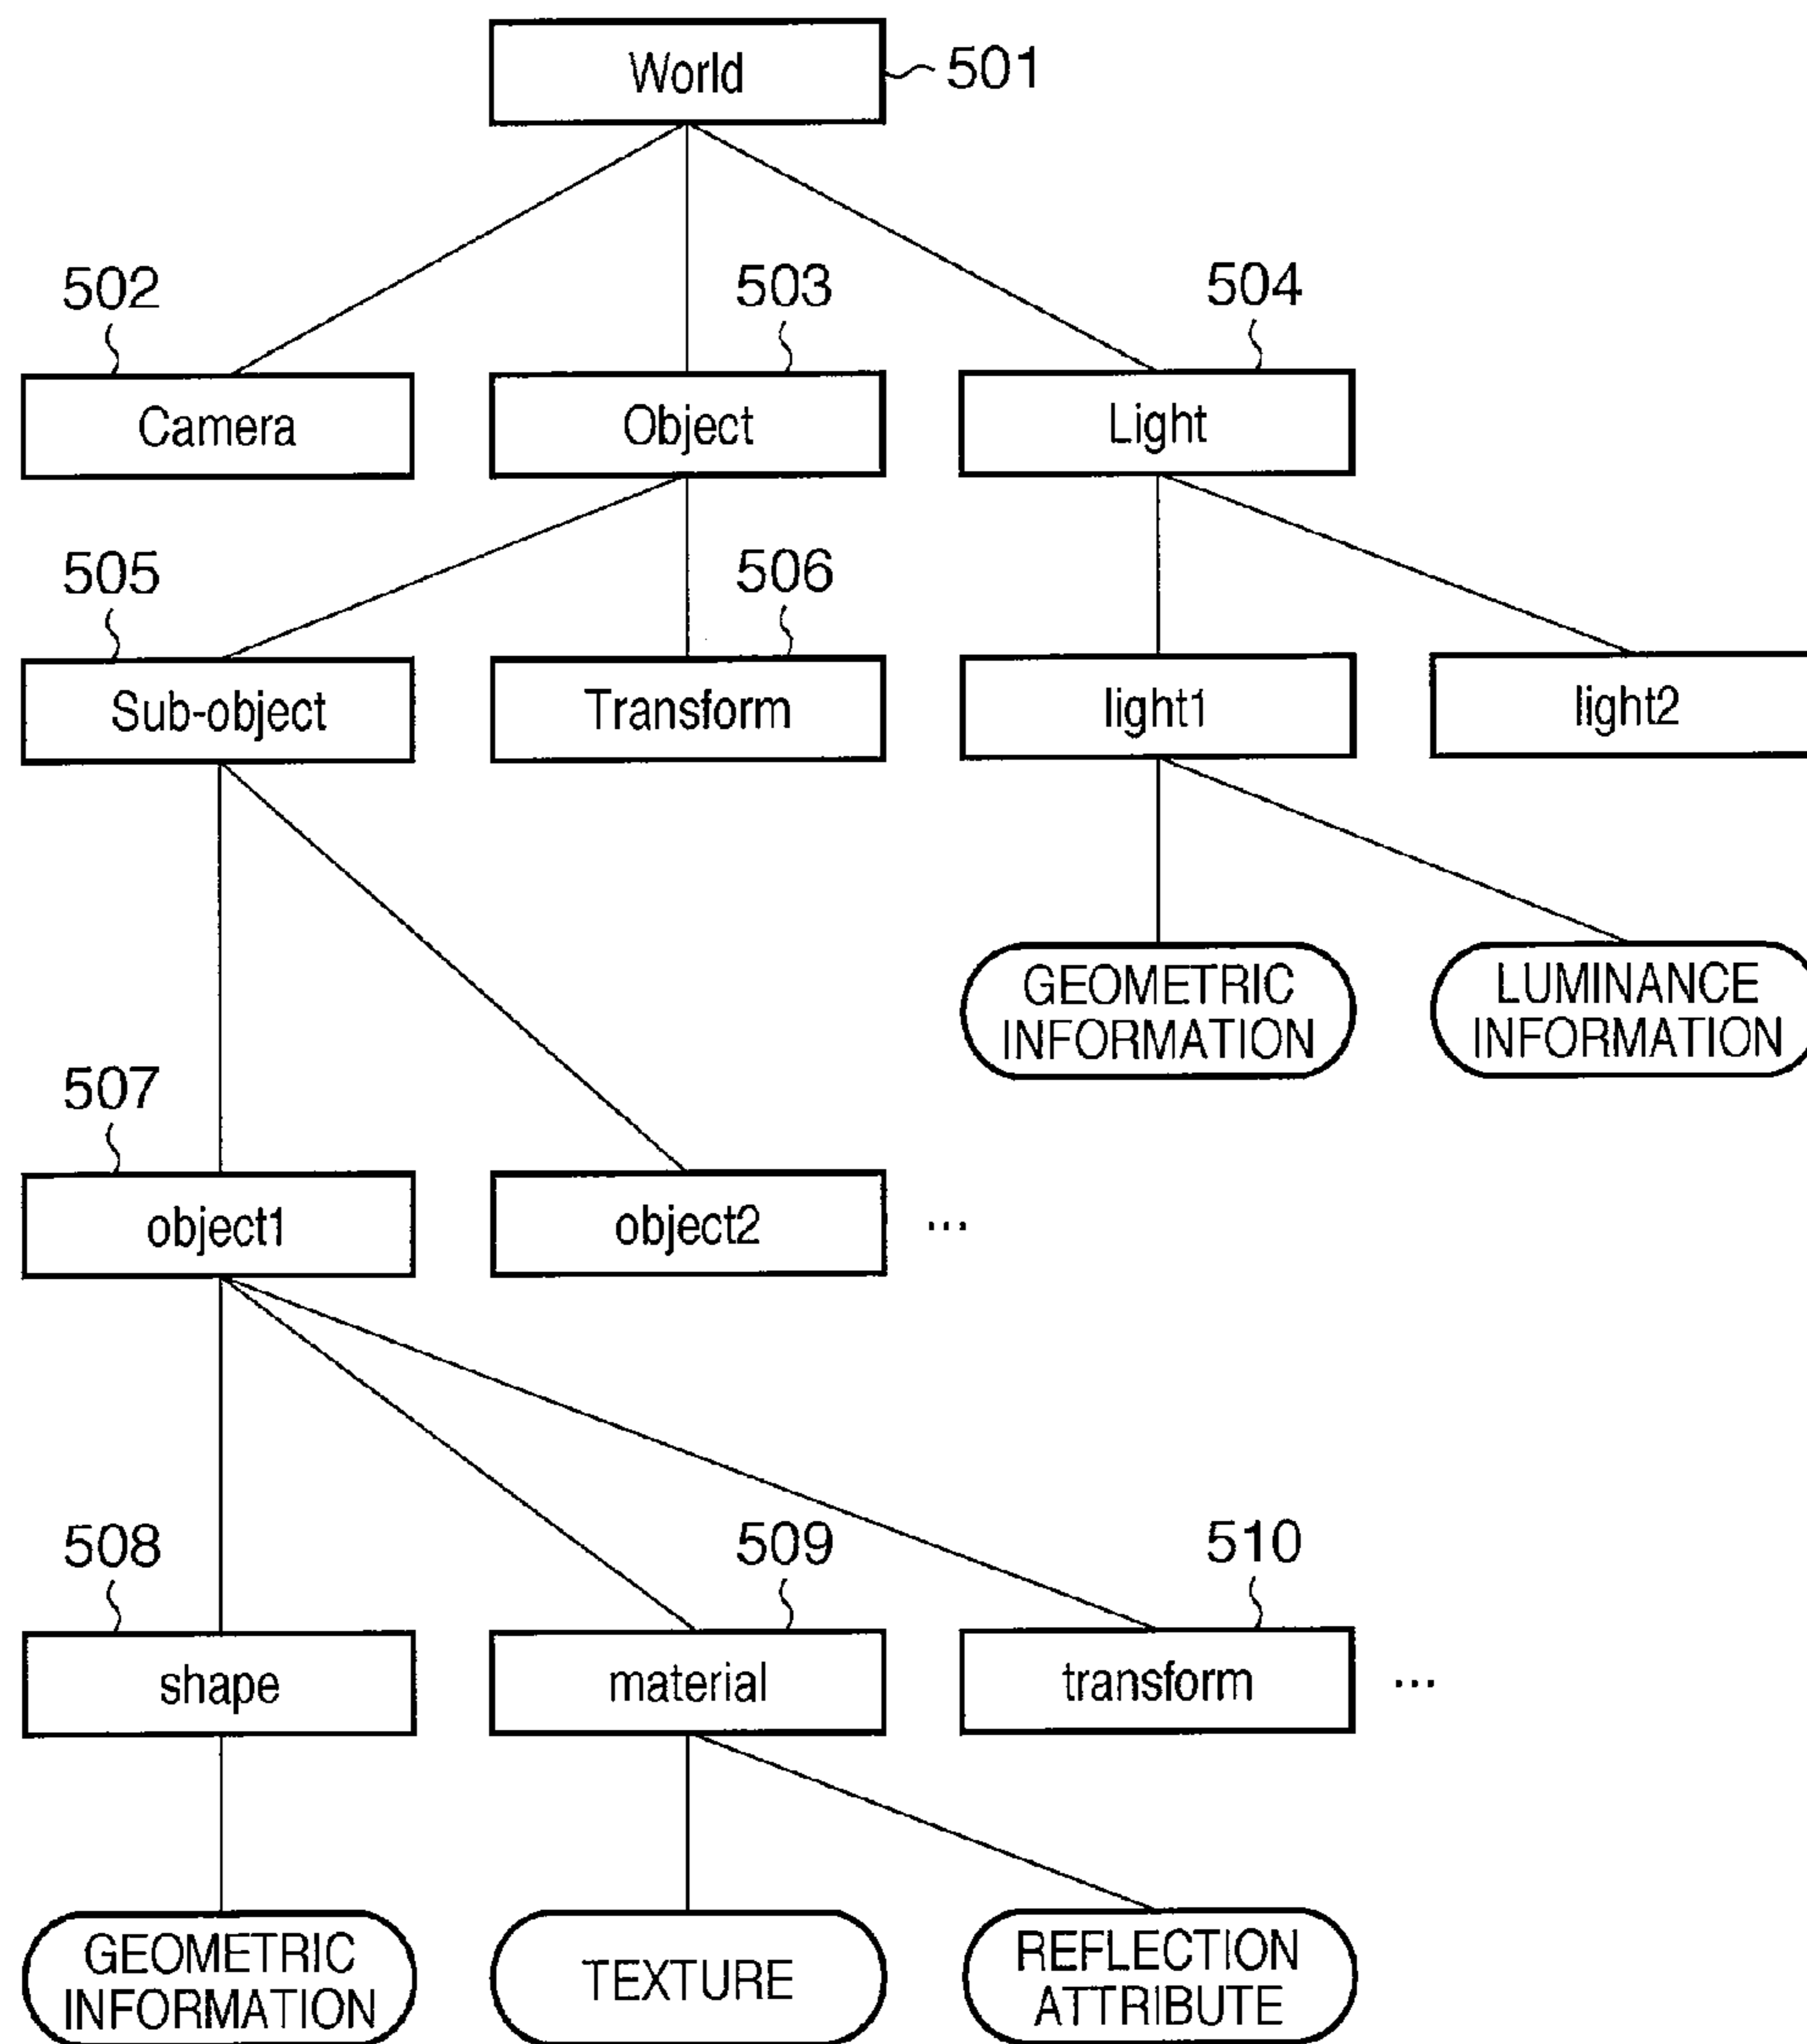 World
501
502
503
504
Camera
Object
Light
505
506
Sub-object
Transform
light1
light2
GEOMETRIC
INFORMATION
LUMINANCE
INFORMATION
507
object1
object2
...
508
509
510
shape
material
transform
...
GEOMETRIC
INFORMATION
TEXTURE
REFLECTION
ATTRIBUTE